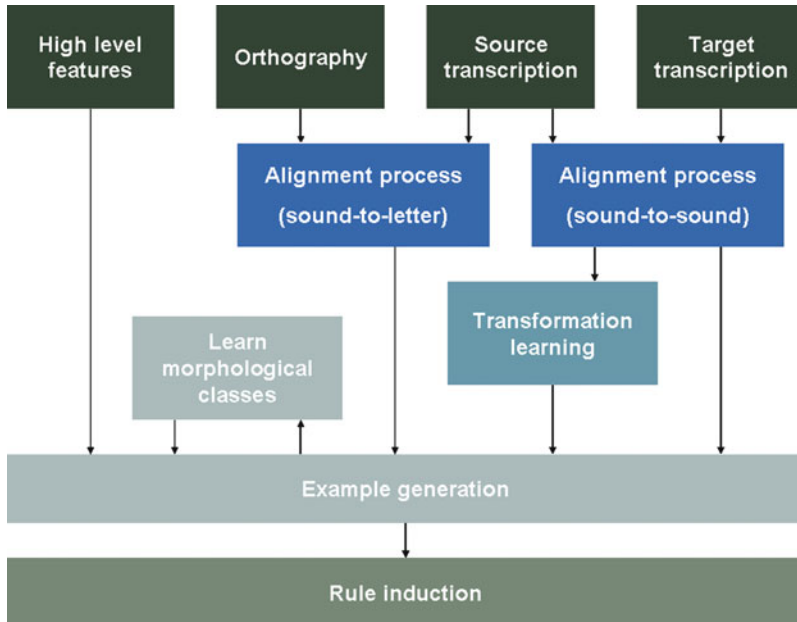 High level
features
Orthography
Source
transcription
Target
transcription
Alignment process
(sound-to-letter)
Alignment process
(sound-to-sound)
Transformation
learning
Learn
morphological
classes
Example generation
Rule induction